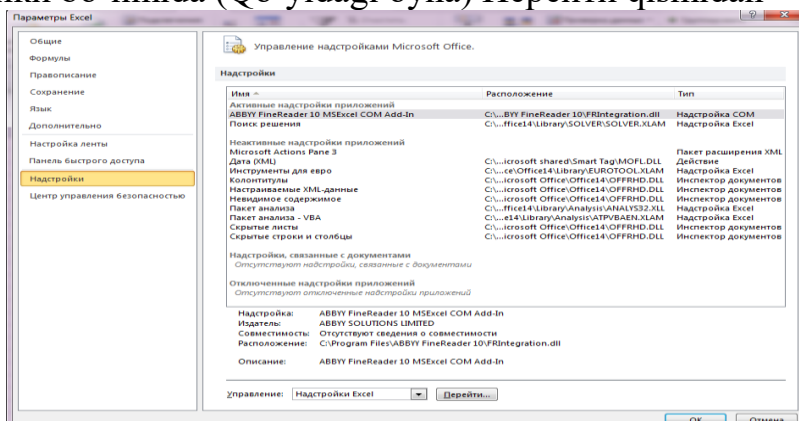 bo‘limida (Qo‘yidagi oyna) Перейти qismidan
Параметры Excel
Общие
Формулы
Правописание
Сохранение
Язык
Дополнительно
Настройка ленты
Панель быстрого доступа
Надстройки
Центр управления безопасностью
Управление надстройками Microsoft Office.
Надстройки
Имя Расположение Тип
Активные надстройки приложений
ABBYY FineReader 10 MSExcel COM Add-In C:\...BYY FineReader 10\FRIntegration.dll Надстройка COM
Поиск решения C:\...ffice14\Library\SOLVER\SOLVER.XLAM Надстройка Excel
Неактивные надстройки приложений
Microsoft Actions Pane 3 Пакет расширения XML
Дата (XML) C:\...icrosoft shared\Smart Tag\MOFL.DLL Действие
Инструменты для евро C:\...ce\Office14\Library\EUROTOOL.XLAM Надстройка Excel
Колонтитулы C:\...icrosoft Office\Office14\OFFRHD.DLL Инспектор документов
Настраиваемые XML-данные C:\...icrosoft Office\Office14\OFFRHD.DLL Инспектор документов
Невидимое содержимое C:\...icrosoft Office\Office14\OFFRHD.DLL Инспектор документов
Пакет анализа C:\...ffice14\Library\Analysis\ANALYS32.XLL Надстройка Excel
Пакет анализа - VBA C:\...e14\Library\Analysis\ATPVBAEN.XLAM Надстройка Excel
Скрытые листы C:\...icrosoft Office\Office14\OFFRHD.DLL Инспектор документов
Скрытые строки и столбцы C:\...icrosoft Office\Office14\OFFRHD.DLL Инспектор документов
Надстройки, связанные с документами
Отсутствуют надстройки, связанные с документами
Отключенные надстройки приложений
Отсутствуют отключенные надстройки приложений
Надстройка: ABBYY FineReader 10 MSExcel COM Add-In
Издатель: ABBYY SOLUTIONS LIMITED
Совместимость: Отсутствуют сведения о совместимости
Расположение: C:\Program Files\ABBYY FineReader 10\FRIntegration.dll
Описание: ABBYY FineReader 10 MSExcel COM Add-In
Управление: Надстройки Excel Перейти...
ОК Отмена